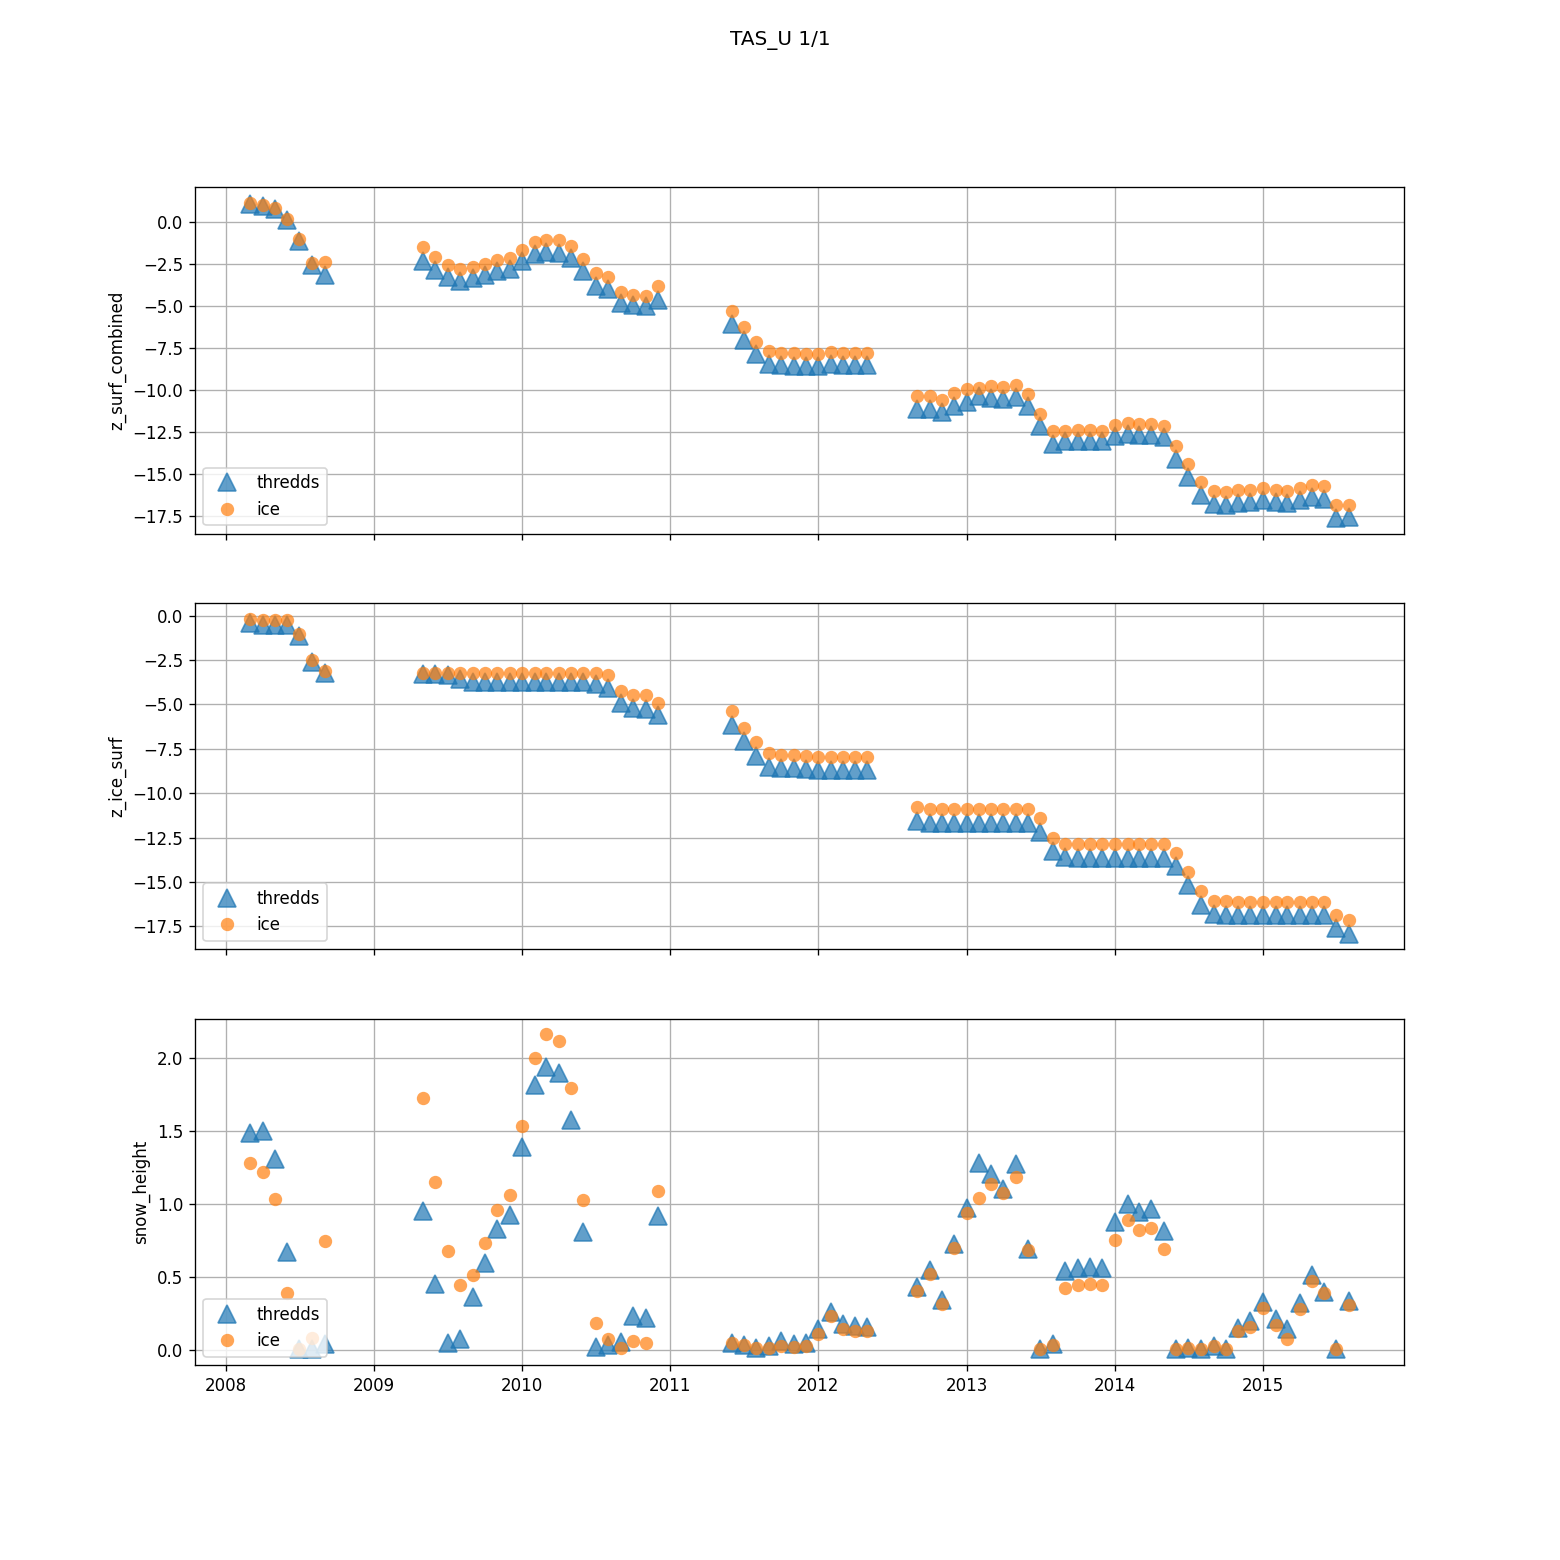 TAS_U 1/1
z_surf_combined
0.0
−2.5
−5.0
−7.5
−10.0
−12.5
−15.0
−17.5
thredds
ice
z_ice_surf
0.0
−2.5
−5.0
−7.5
−10.0
−12.5
−15.0
−17.5
thredds
ice
snow_height
2.0
1.5
1.0
0.5
0.0
thredds
ice
2008 2009 2010 2011 2012 2013 2014 2015